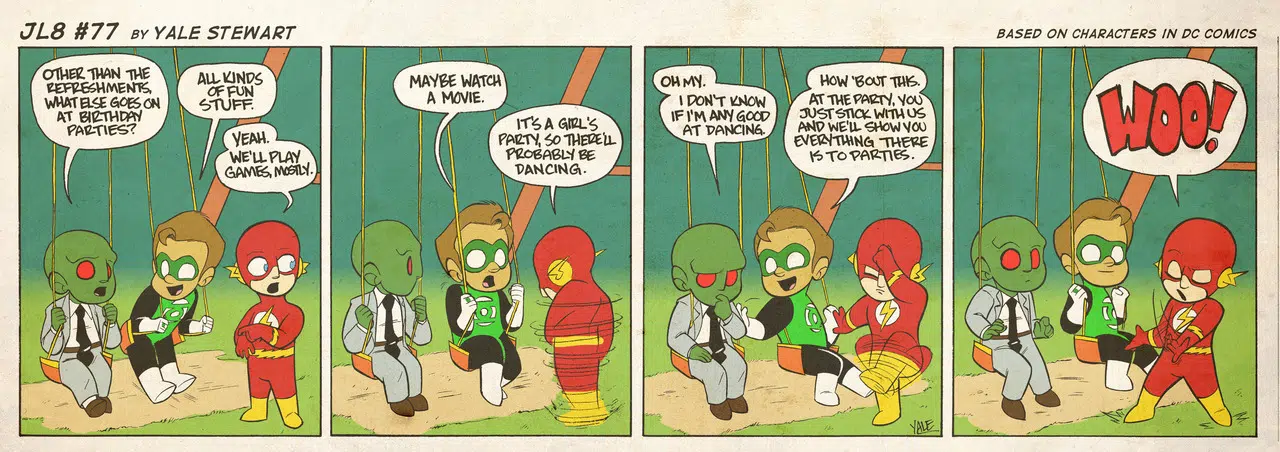 JL8 #77 BY YALE STEWART
BASED ON CHARACTERS IN DC COMICS
OTHER THAN THE
REFRESHMENTS,
WHAT ELSE GOES ON
AT BIRTHDAY
PARTIES?
ALL KINDS
OF FUN
STUFF.
YEAH.
WE'LL PLAY
GAMES, MOSTLY.
MAYBE WATCH
A MOVIE.
IT'S A GIRL'S
PARTY, SO THERE'LL
PROBABLY BE
DANCING.
OH MY.
I DON'T KNOW
IF I'M ANY GOOD
AT DANCING.
HOW 'BOUT THIS.
AT THE PARTY, YOU
JUST STICK WITH US
AND WE'LL SHOW YOU
EVERYTHING THERE
IS TO PARTIES.
YALE
WOO!